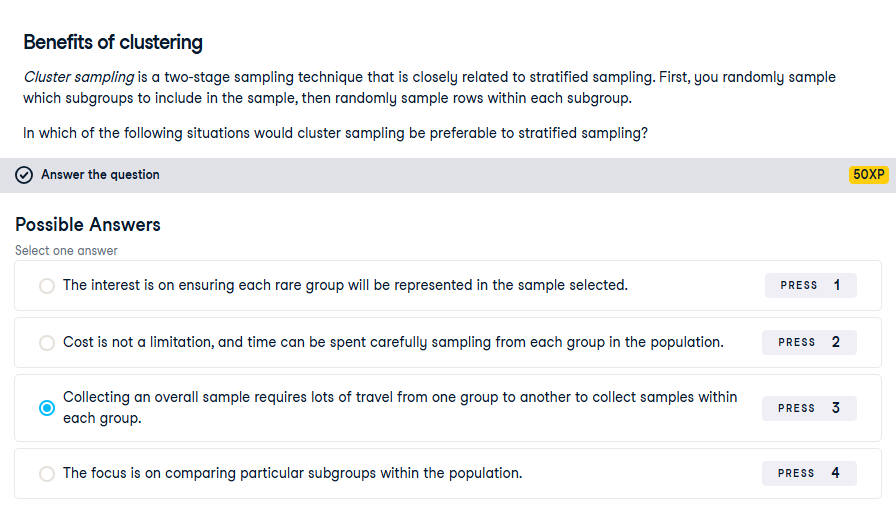 Benefits of clustering
Cluster sampling is a two-stage sampling technique that is closely related to stratified sampling. First, you randomly sample
which subgroups to include in the sample, then randomly sample rows within each subgroup.
In which of the following situations would cluster sampling be preferable to stratified sampling?
Answer the question
50XP
Possible Answers
Select one answer
The interest is on ensuring each rare group will be represented in the sample selected.
PRESS 1
Cost is not a limitation, and time can be spent carefully sampling from each group in the population.
PRESS 2
Collecting an overall sample requires lots of travel from one group to another to collect samples within
each group.
PRESS 3
The focus is on comparing particular subgroups within the population.
PRESS 4